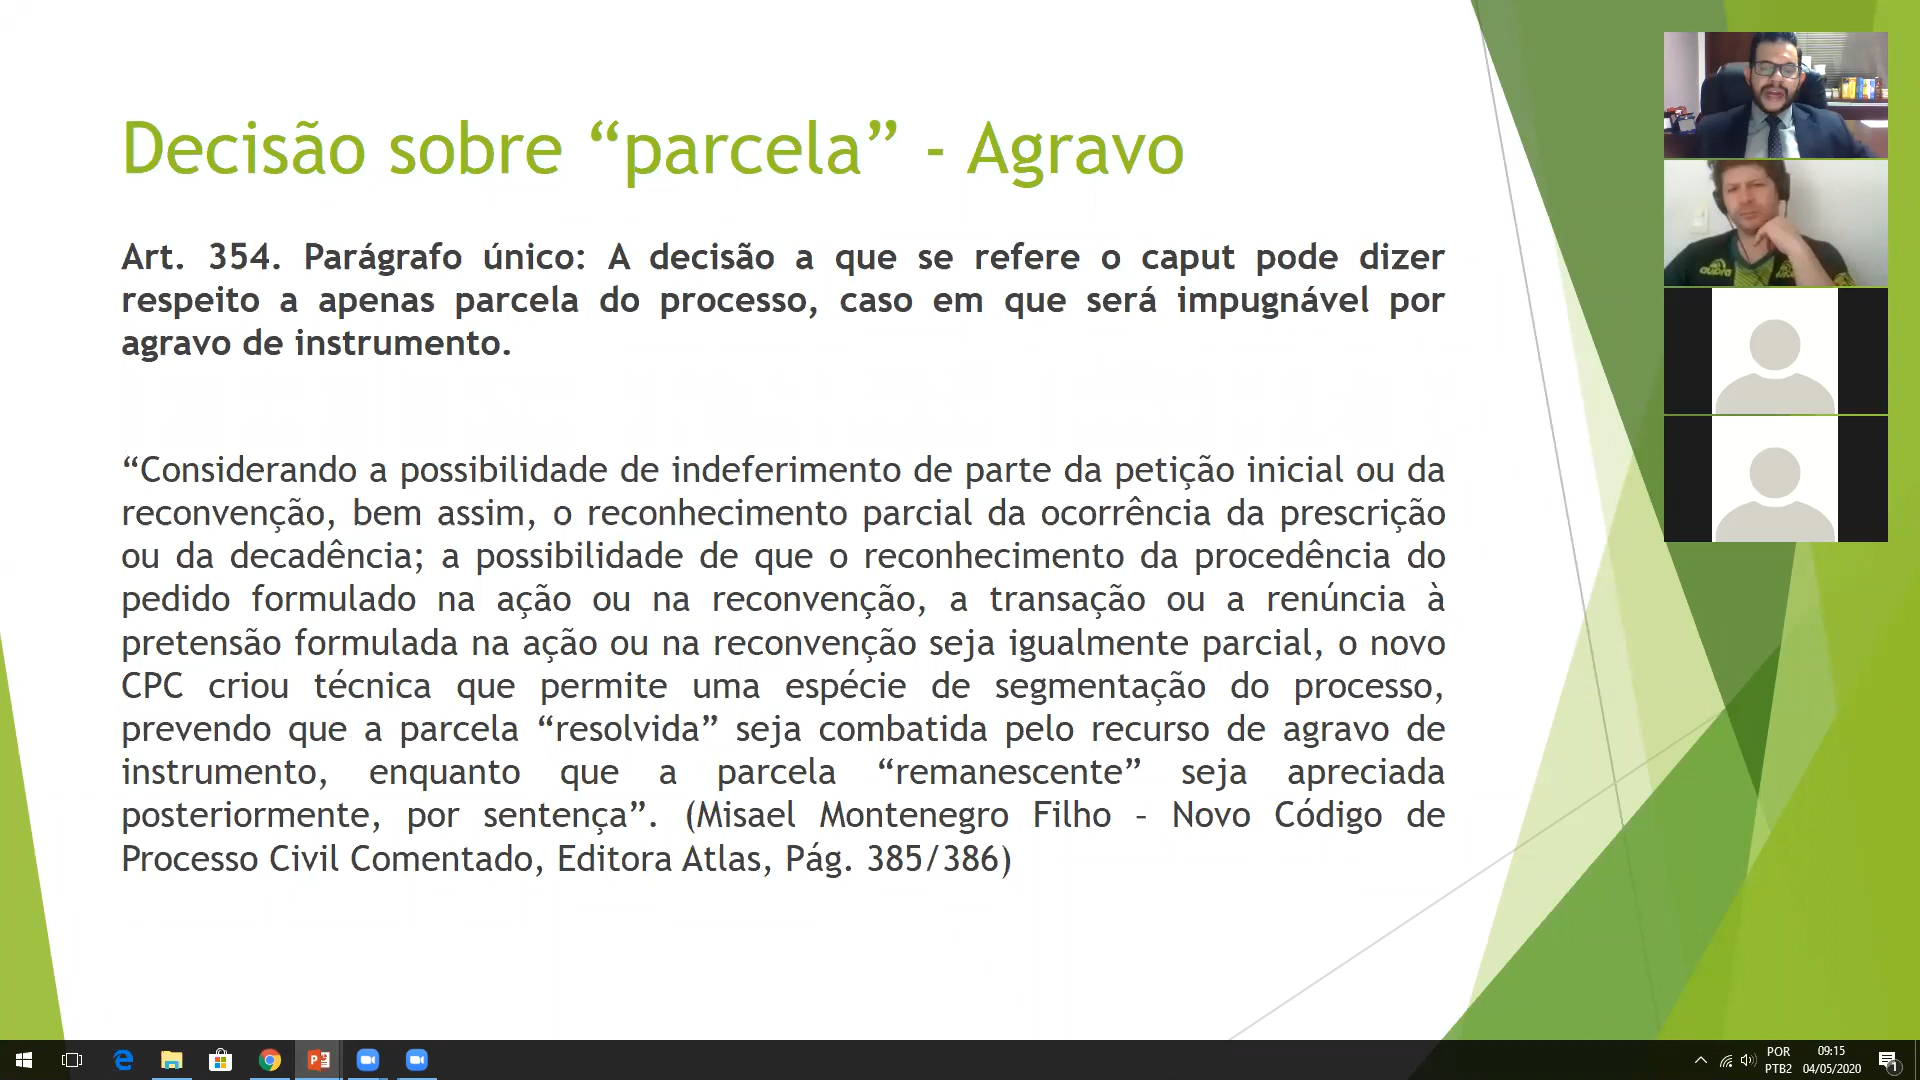 Decisão sobre “parcela” - Agravo
Art. 354. Parágrafo único: A decisão a que se refere o caput pode dizer
respeito a apenas parcela do processo, caso em que será impugnável por
agravo de instrumento.
“Considerando a possibilidade de indeferimento de parte da petição inicial ou da
reconvenção, bem assim, o reconhecimento parcial da ocorrência da prescrição
ou da decadência; a possibilidade de que o reconhecimento da procedência do
pedido formulado na ação ou na reconvenção, a transação ou a renúncia à
pretensão formulada na ação ou na reconvenção seja igualmente parcial, o novo
CPC criou técnica que permite uma espécie de segmentação do processo,
prevendo que a parcela “resolvida” seja combatida pelo recurso de agravo de
instrumento, enquanto que a parcela “remanescente” seja apreciada
posteriormente, por sentença”. (Misael Montenegro Filho – Novo Código de
Processo Civil Comentado, Editora Atlas, Pág. 385/386)
POR
PTB2
09:15
04/05/2020
1